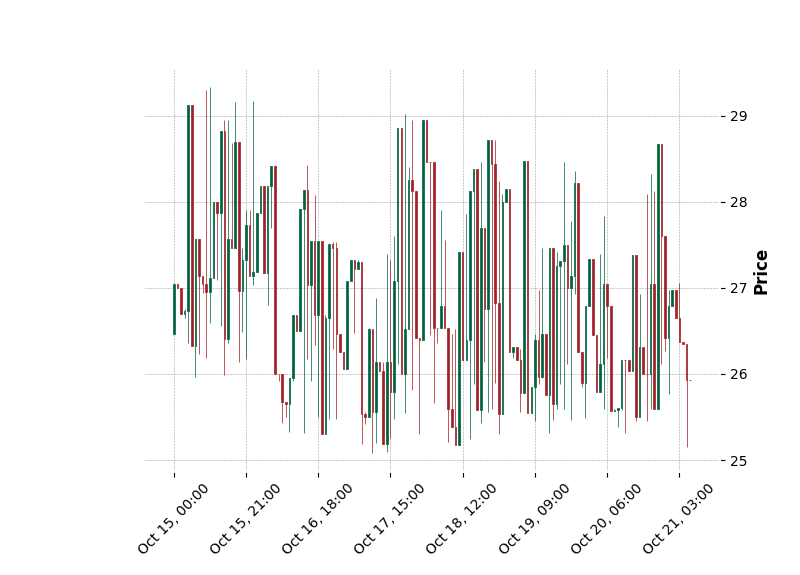 29
28
27
26
25
Price
Oct 15, 00:00
Oct 15, 21:00
Oct 16, 18:00
Oct 17, 15:00
Oct 18, 12:00
Oct 19, 09:00
Oct 20, 06:00
Oct 21, 03:00